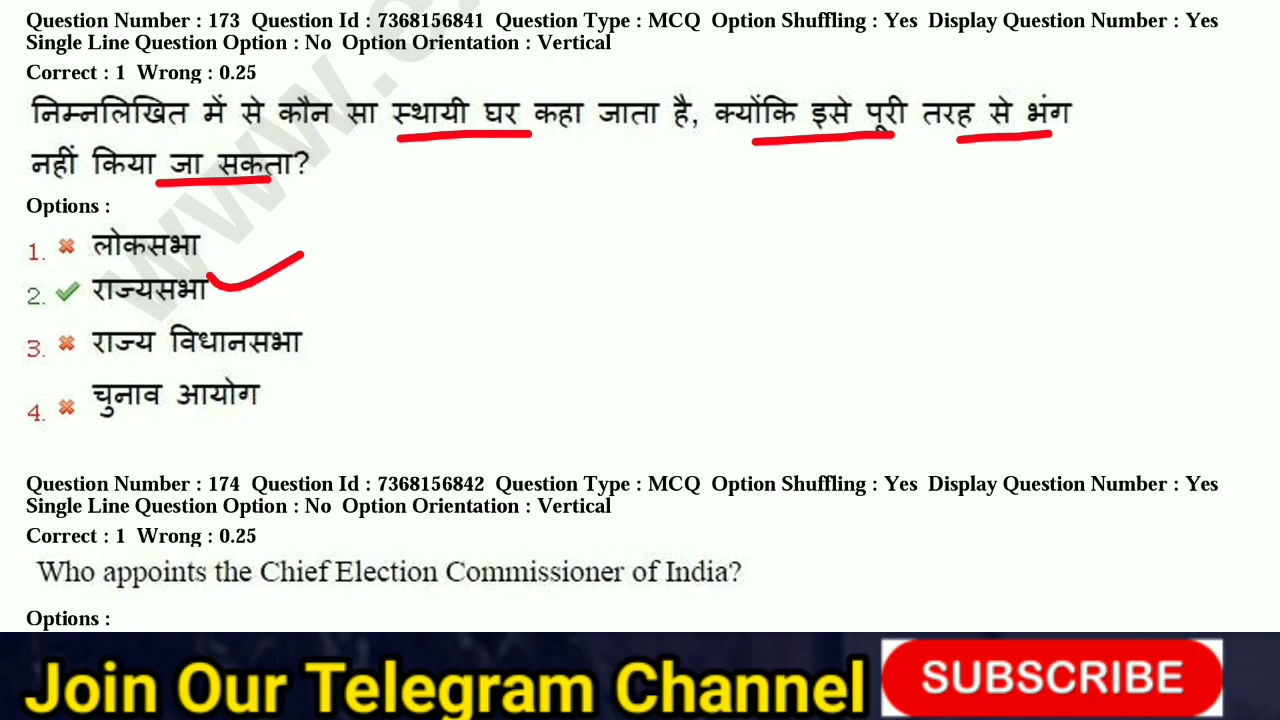 Question Number : 173 Question Id : 7368156841 Question Type : MCQ Option Shuffling : Yes Display Question Number : Yes
Single Line Question Option : No Option Orientation : Vertical
Correct : 1 Wrong : 0.25
निम्नलिखित में से कौन सा स्थायी घर कहा जाता है, क्योंकि इसे पूरी तरह से भंग
नहीं किया जा सकता?
Options :
1. लोकसभा
2. राज्यसभा
3. राज्य विधानसभा
4. चुनाव आयोग
Question Number : 174 Question Id : 7368156842 Question Type : MCQ Option Shuffling : Yes Display Question Number : Yes
Single Line Question Option : No Option Orientation : Vertical
Correct : 1 Wrong : 0.25
Who appoints the Chief Election Commissioner of India?
Options :
Join Our Telegram Channel SUBSCRIBE